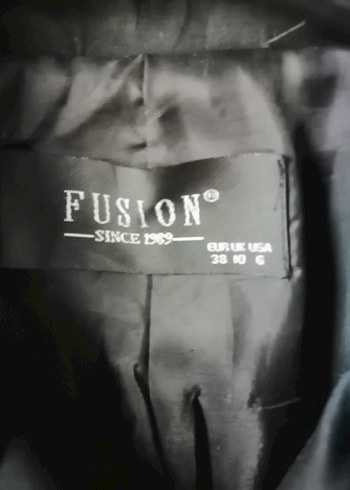 FUSION®
SINCE 1989
EUR UK USA
38 10 6